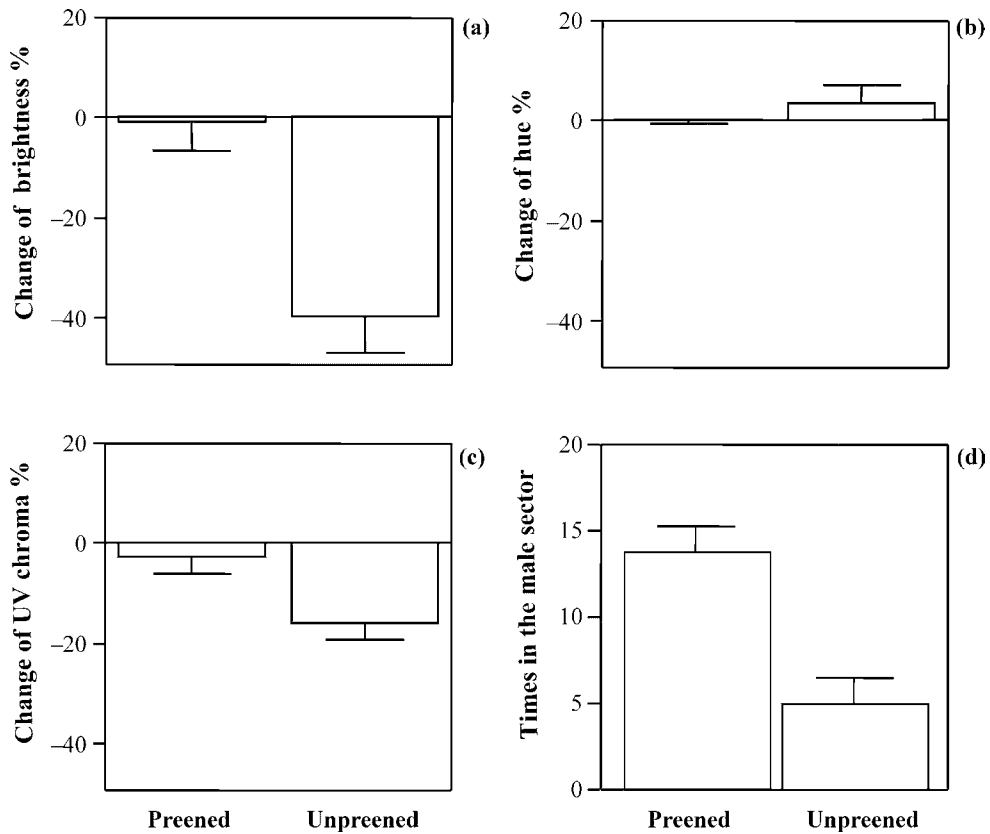 (a)
Change of brightness %
20
0
–20
–40
(b)
Change of hue %
20
0
–20
–40
(c)
Change of UV chroma %
20
0
–20
–40
Preened Unpreened
(d)
Times in the male sector
20
15
10
5
0
Preened Unpreened